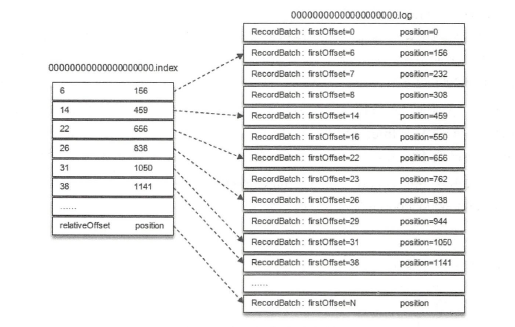 00000000000000000000.index
6 156
14 459
22 656
26 838
31 1050
38 1141
......
relativeOffset position
00000000000000000000.log
RecordBatch: firstOffset=0 position=0
RecordBatch: firstOffset=6 position=156
RecordBatch: firstOffset=7 position=232
RecordBatch: firstOffset=8 position=308
RecordBatch: firstOffset=14 position=459
RecordBatch: firstOffset=16 position=550
RecordBatch: firstOffset=22 position=656
RecordBatch: firstOffset=23 position=762
RecordBatch: firstOffset=26 position=838
RecordBatch: firstOffset=29 position=944
RecordBatch: firstOffset=31 position=1050
RecordBatch: firstOffset=38 position=1141
......
RecordBatch: firstOffset=N position